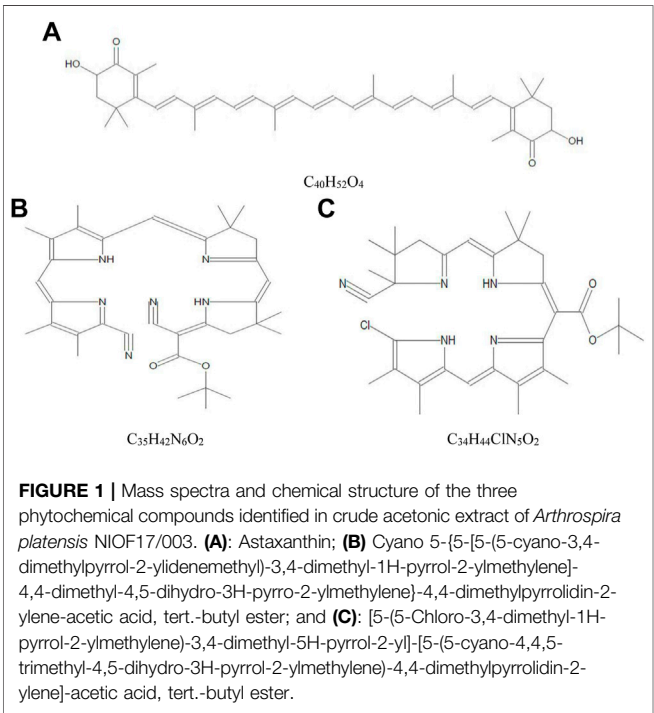 A
O
HO
OH
O
C40H52O4
B
C
NH
N
N
N
HN
N
O
O
N
N
HN
O
O
Cl
NH
N
C35H42N6O2
C34H44ClN5O2
FIGURE 1 | Mass spectra and chemical structure of the three
phytochemical compounds identified in crude acetonic extract of Arthrospira
platensis NIOF17/003. (A): Astaxanthin; (B) Cyano 5-{5-[5-(5-cyano-3,4-
dimethylpyrrol-2-ylidenemethyl)-3,4-dimethyl-1H-pyrrol-2-ylmethylene]-
4,4-dimethyl-4,5-dihydro-3H-pyrro-2-ylmethylene}-4,4-dimethylpyrrolidin-2-
ylene-acetic acid, tert.-butyl ester; and (C): [5-(5-Chloro-3,4-dimethyl-1H-
pyrrol-2-ylmethylene)-3,4-dimethyl-5H-pyrrol-2-yl]-[5-(5-cyano-4,4,5-
trimethyl-4,5-dihydro-3H-pyrrol-2-ylmethylene)-4,4-dimethylpyrrolidin-2-
ylene]-acetic acid, tert.-butyl ester.